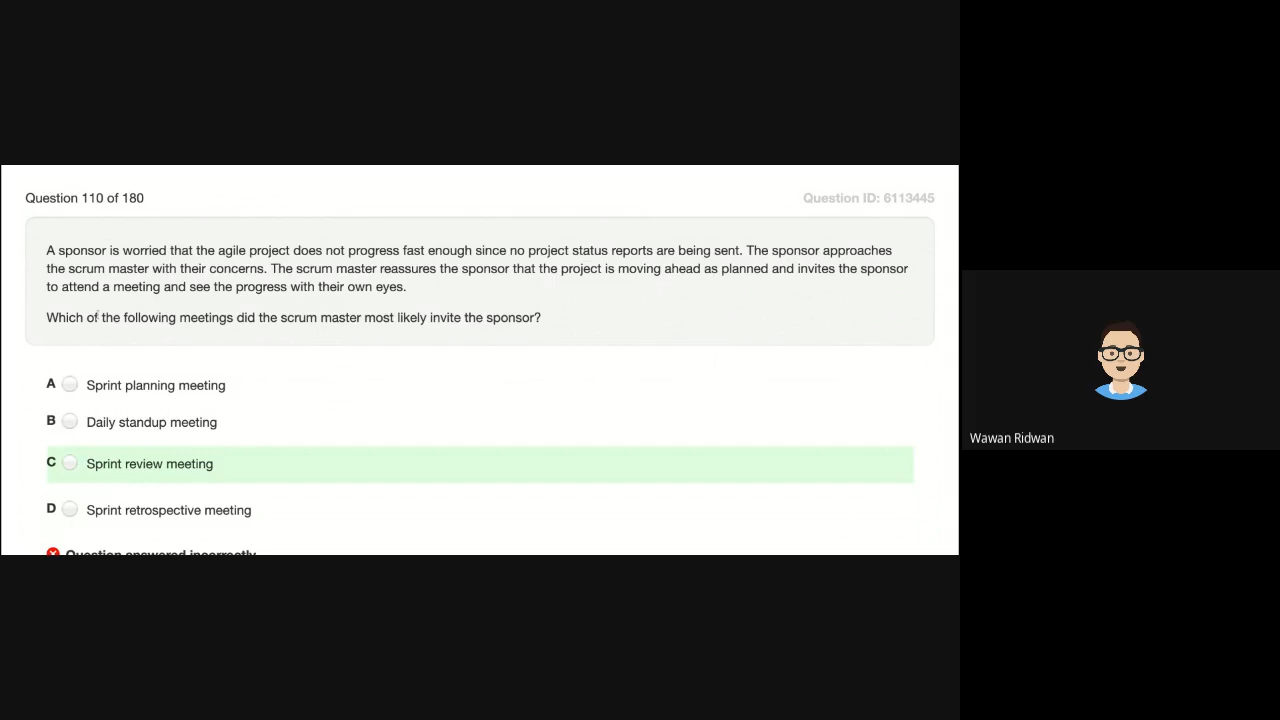 Question 110 of 180
Question ID: 6113445
A sponsor is worried that the agile project does not progress fast enough since no project status reports are being sent. The sponsor approaches
the scrum master with their concerns. The scrum master reassures the sponsor that the project is moving ahead as planned and invites the sponsor
to attend a meeting and see the progress with their own eyes.
Which of the following meetings did the scrum master most likely invite the sponsor?
A Sprint planning meeting
B Daily standup meeting
C Sprint review meeting
D Sprint retrospective meeting
Question answered incorrectly
Wawan Ridwan